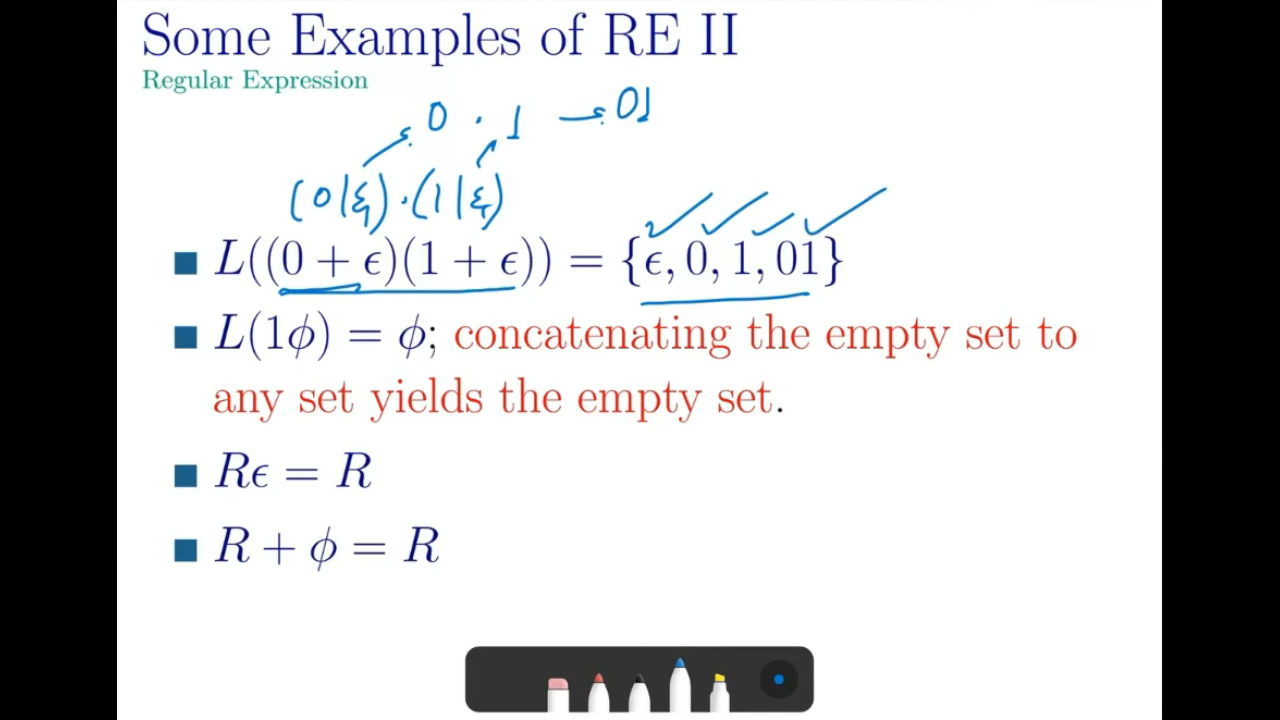 Some Examples of RE II
Regular Expression
0 · 1 → 01
(0|ε) · (1|ε)
L((0 + ϵ)(1 + ϵ)) = {ϵ, 0, 1, 01}
L(1ϕ) = ϕ; concatenating the empty set to
any set yields the empty set.
Rϵ = R
R + ϕ = R